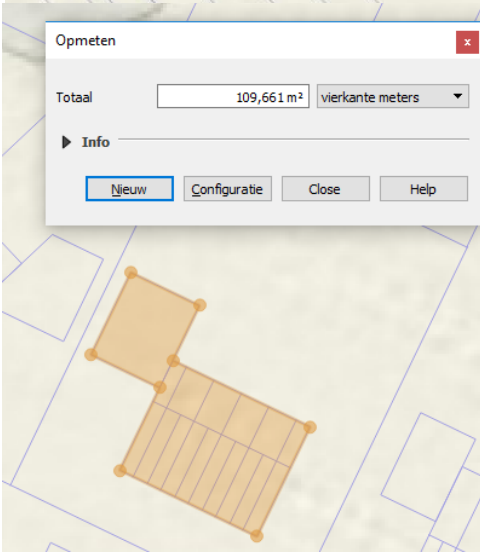 Opmeten
x
Totaal 109,661 m² vierkante meters
Info
Nieuw Configuratie Close Help